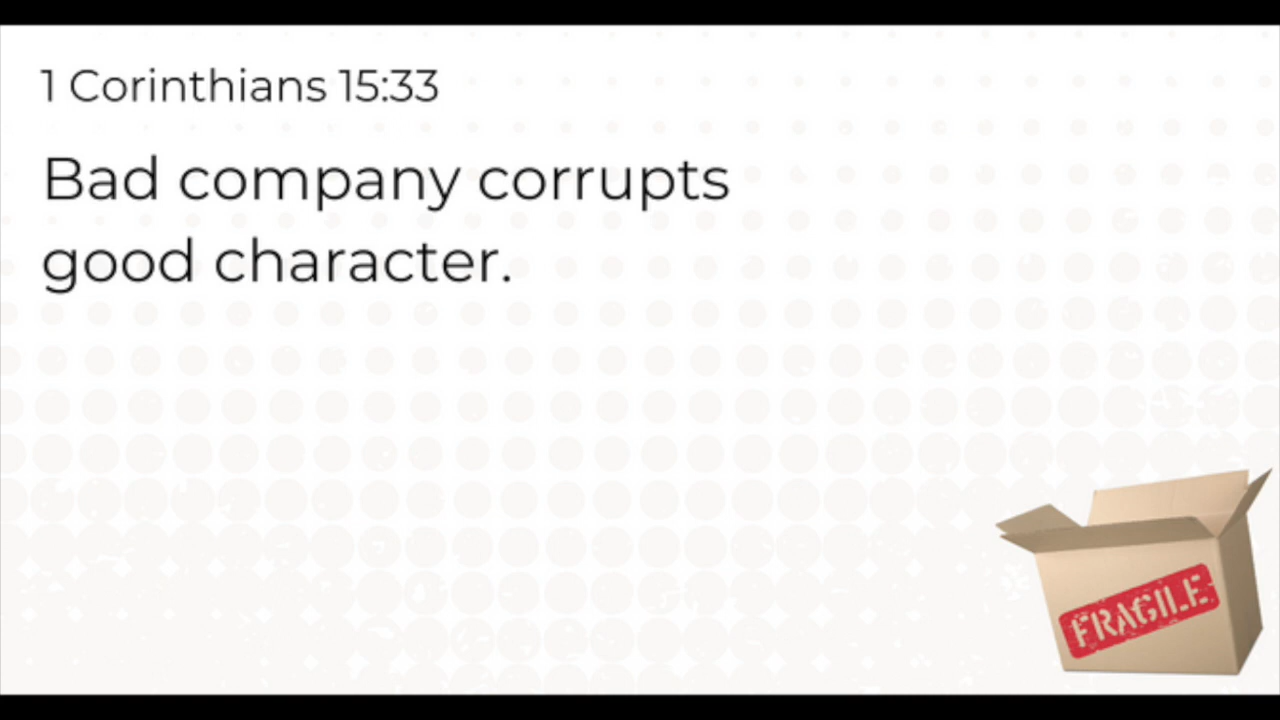 1 Corinthians 15:33
Bad company corrupts
good character.
FRAGILE